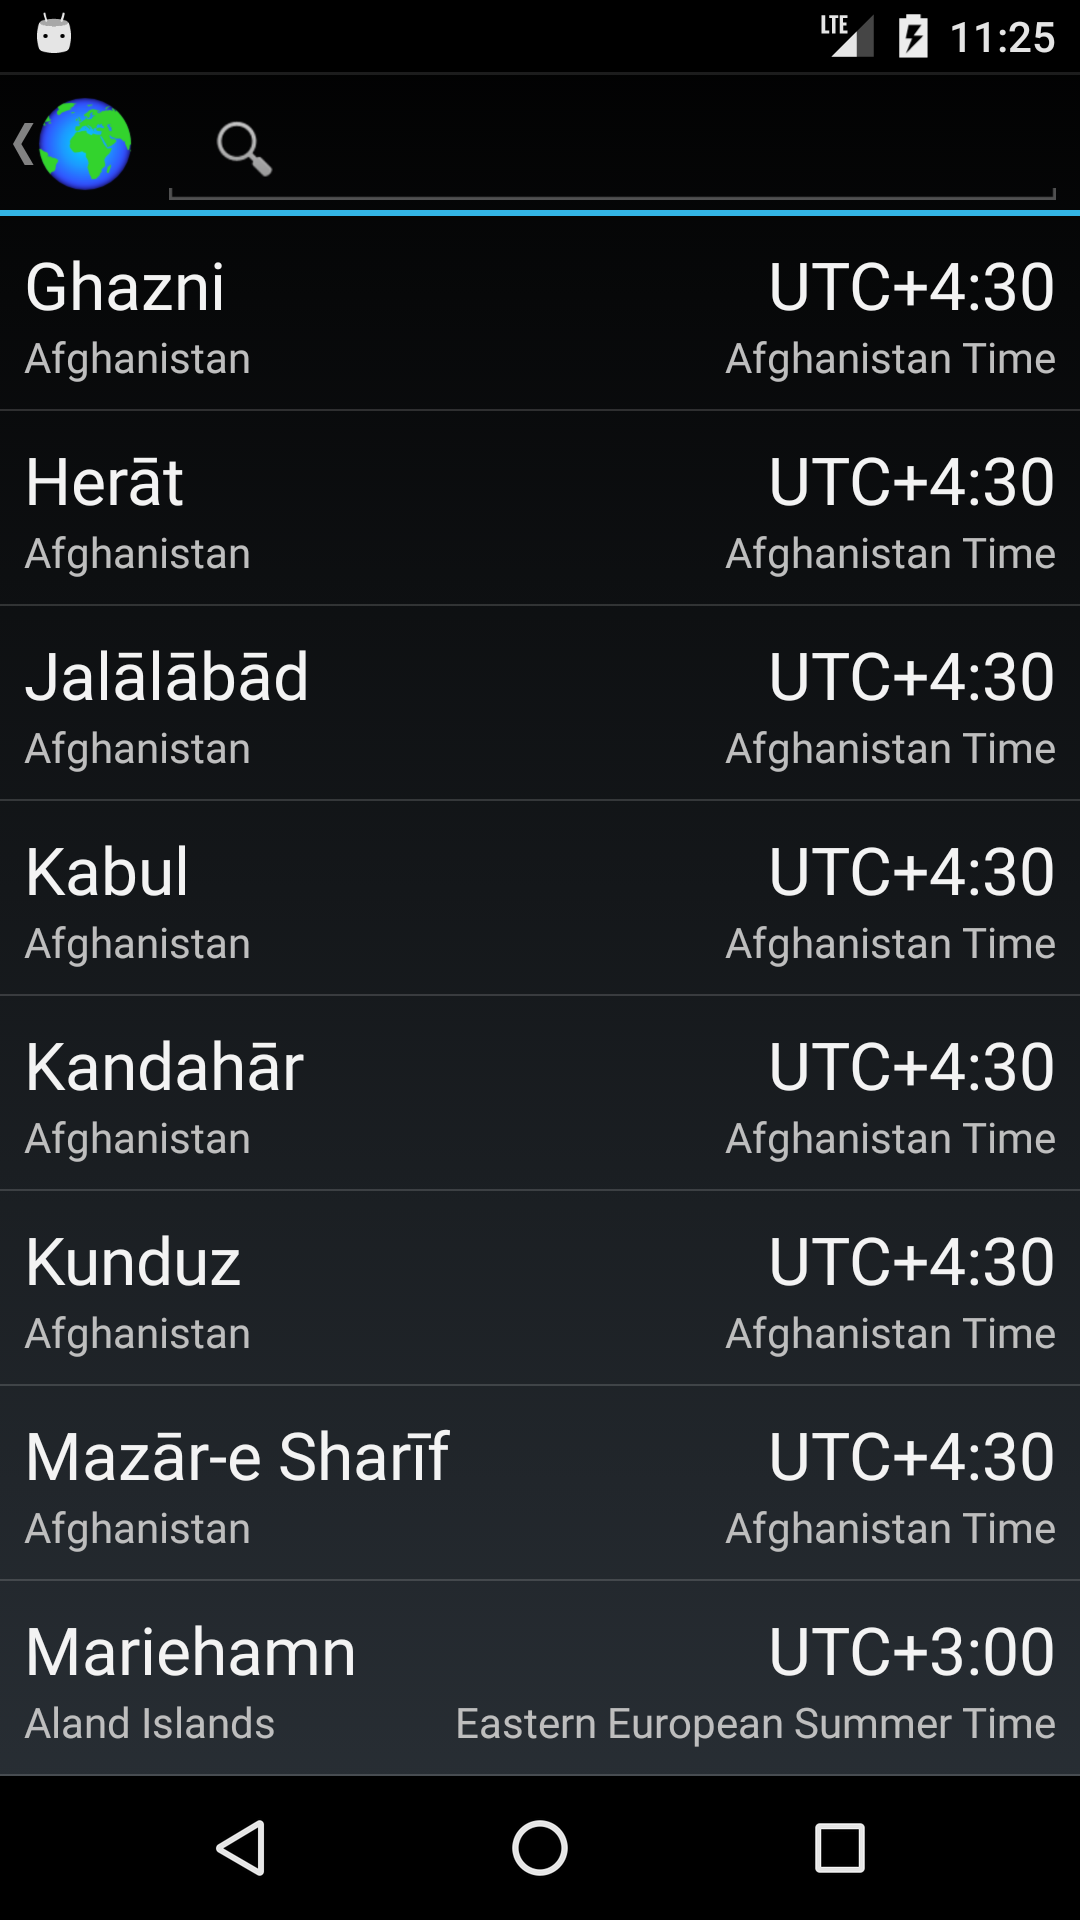 LTE 11:25
Ghazni UTC+4:30
Afghanistan Afghanistan Time
Herāt UTC+4:30
Afghanistan Afghanistan Time
Jalālābād UTC+4:30
Afghanistan Afghanistan Time
Kabul UTC+4:30
Afghanistan Afghanistan Time
Kandahār UTC+4:30
Afghanistan Afghanistan Time
Kunduz UTC+4:30
Afghanistan Afghanistan Time
Mazār-e Sharīf UTC+4:30
Afghanistan Afghanistan Time
Mariehamn UTC+3:00
Aland Islands Eastern European Summer Time